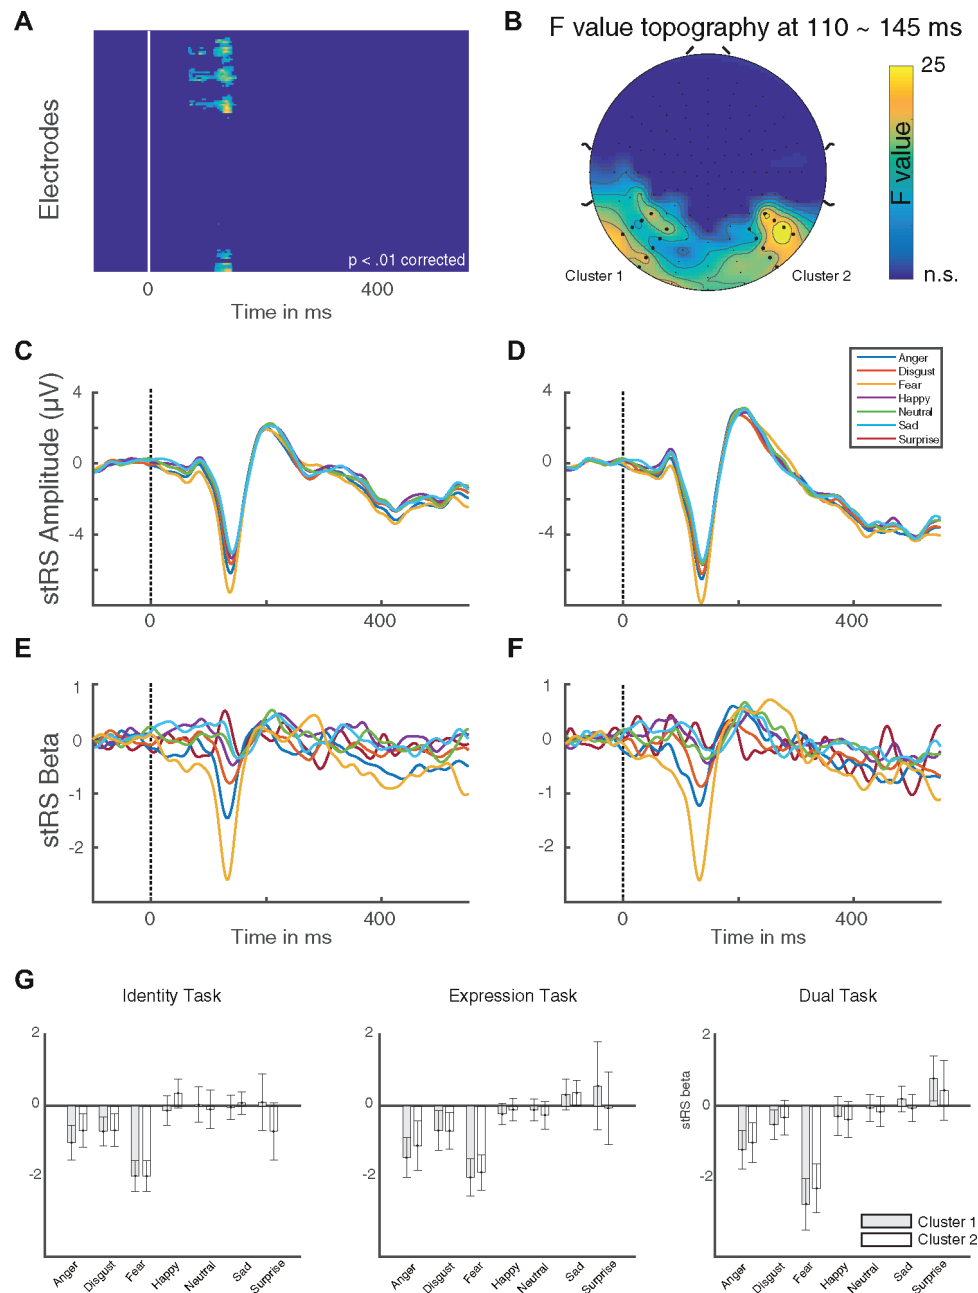 A
Electrodes
p < .01 corrected
0
400
Time in ms
B
F value topography at 110 ~ 145 ms
Cluster 1
Cluster 2
25
F value
n.s.
C
stRS Amplitude (µV)
4
0
-4
0
400
D
4
0
-4
0
400
Anger
Disgust
Fear
Happy
Neutral
Sad
Surprise
E
stRS Beta
1
0
-1
-2
0
400
Time in ms
F
1
0
-1
-2
0
400
Time in ms
G
Identity Task
2
0
-2
Anger
Disgust
Fear
Happy
Neutral
Sad
Surprise
Expression Task
2
0
-2
Anger
Disgust
Fear
Happy
Neutral
Sad
Surprise
Dual Task
stRS beta
2
0
-2
Anger
Disgust
Fear
Happy
Neutral
Sad
Surprise
Cluster 1
Cluster 2